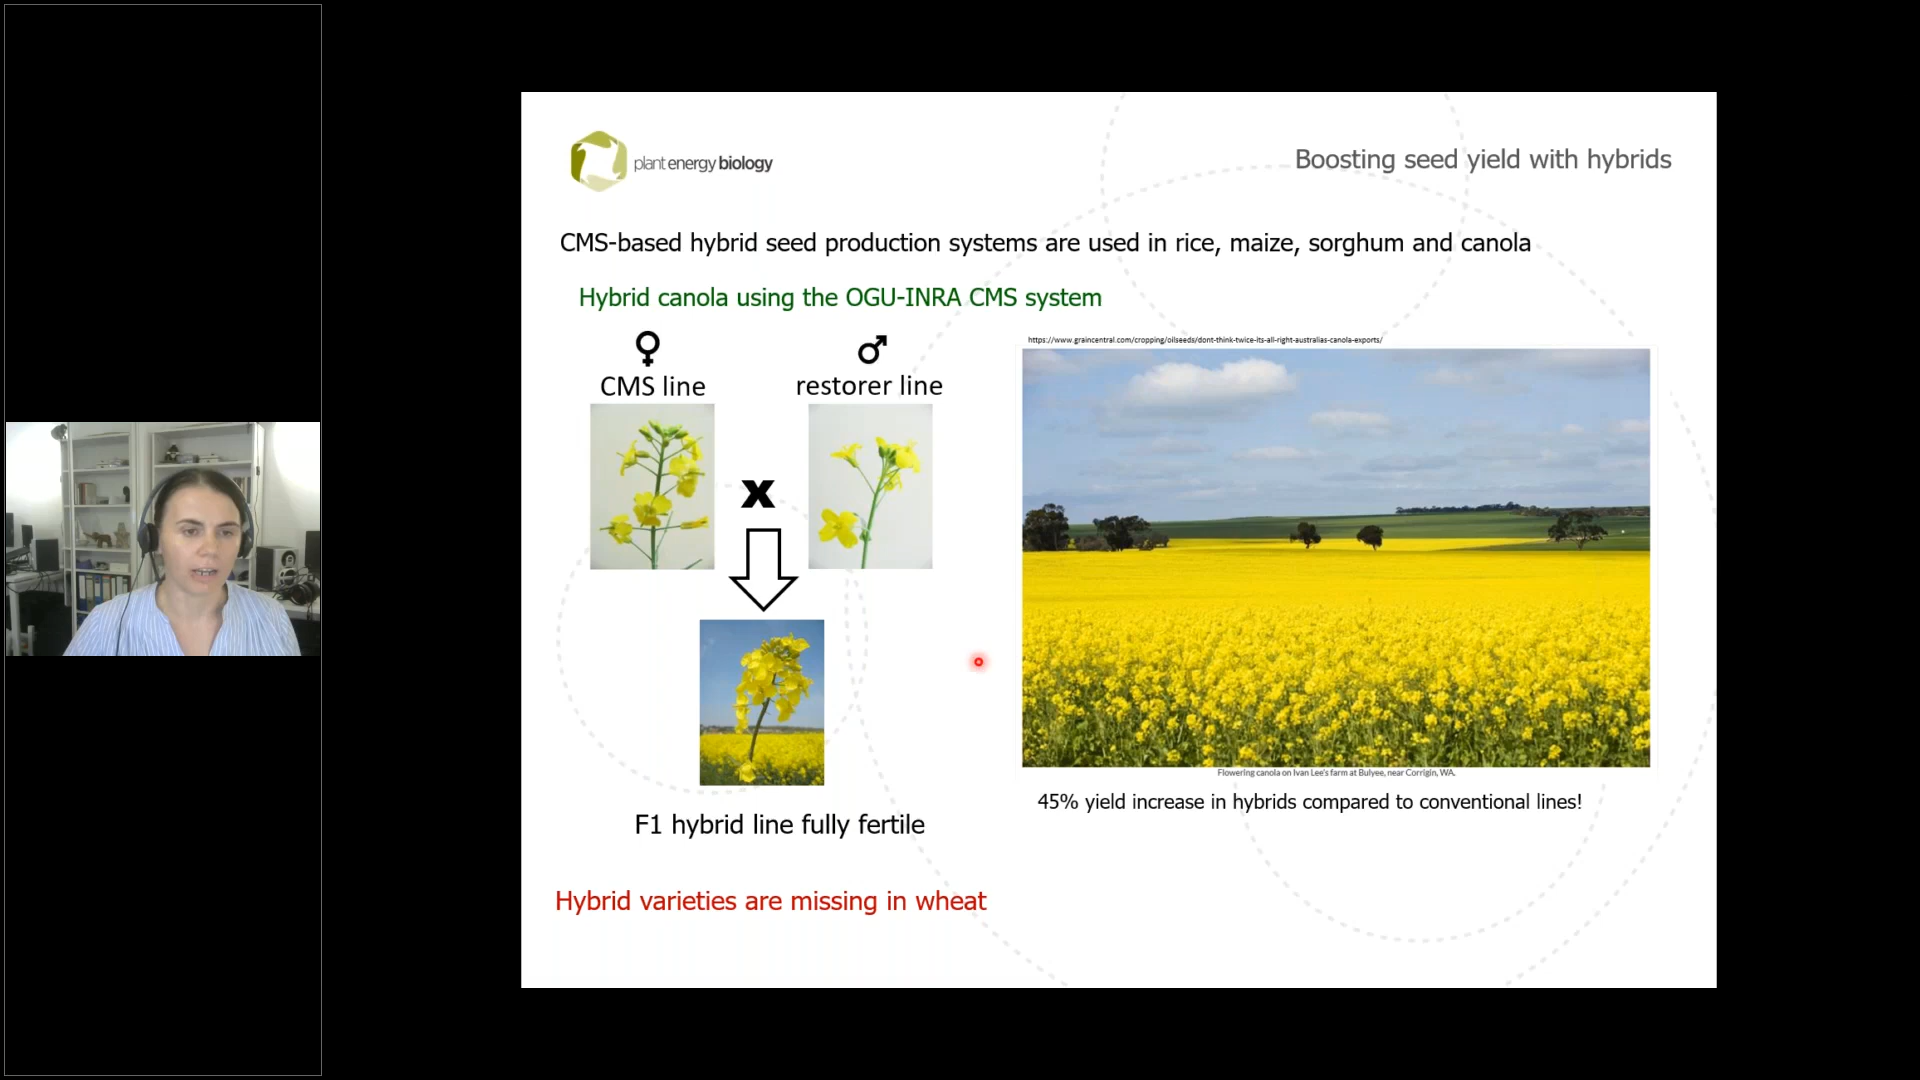 plant energy biology
Boosting seed yield with hybrids
CMS-based hybrid seed production systems are used in rice, maize, sorghum and canola
Hybrid canola using the OGU-INRA CMS system
♀
♂
CMS line
restorer line
x
F1 hybrid line fully fertile
https://www.graincentral.com/cropping/oilseeds/dont-think-twice-its-all-right-australias-canola-exports/
Flowering canola on Ivan Lee's farm at Bulyee, near Corrigin, WA.
45% yield increase in hybrids compared to conventional lines!
Hybrid varieties are missing in wheat